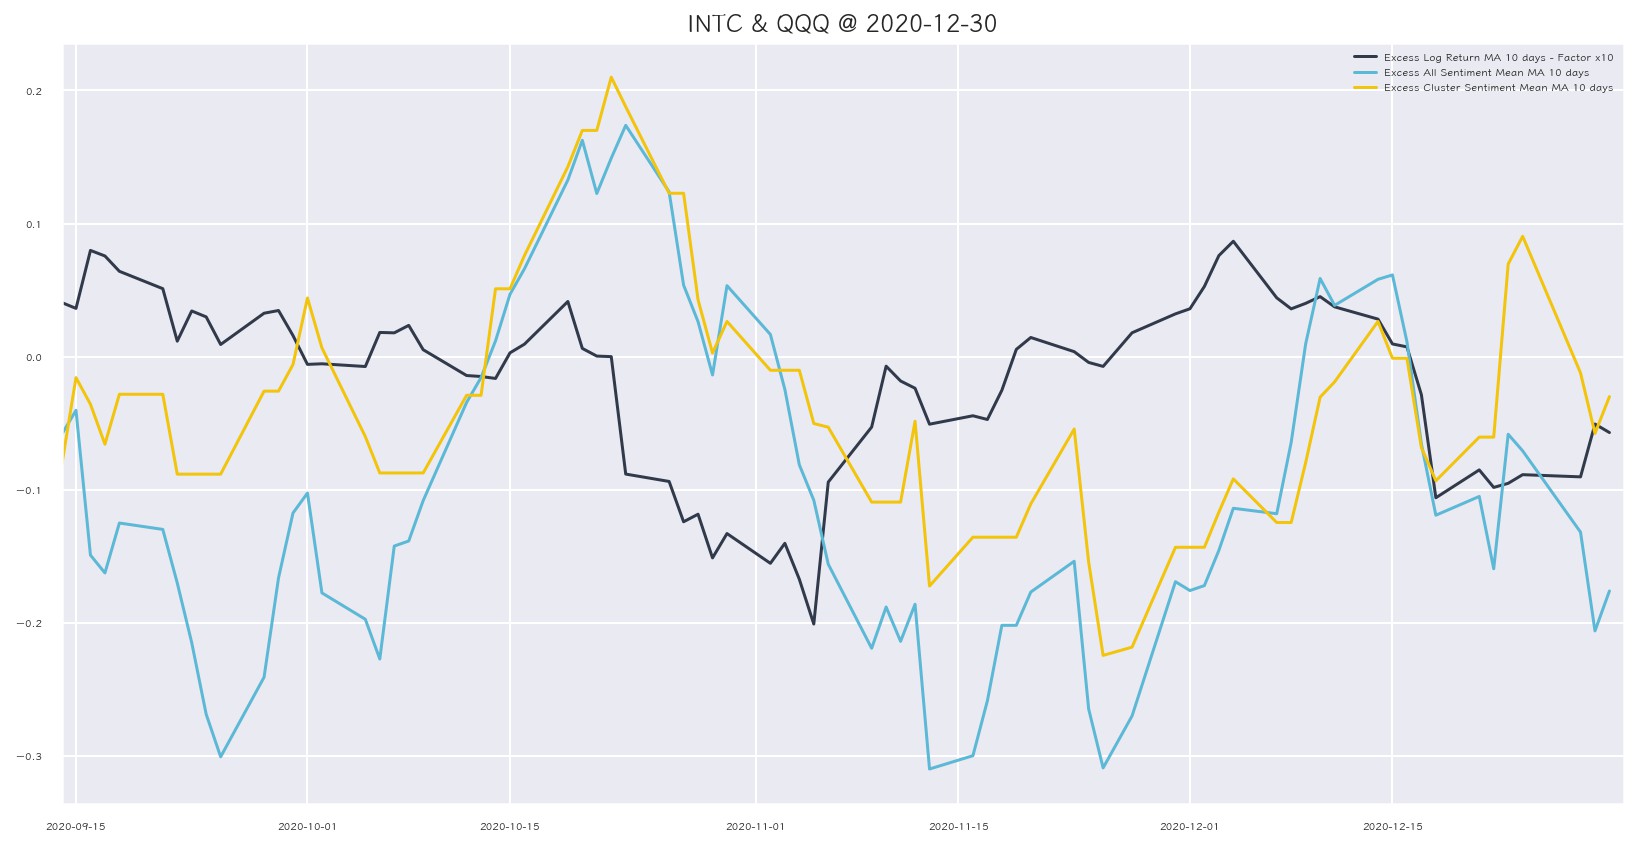 INTC & QQQ @ 2020-12-30
Excess Log Return MA 10 days - Factor x10
Excess All Sentiment Mean MA 10 days
Excess Cluster Sentiment Mean MA 10 days
0.2
0.1
0.0
−0.1
−0.2
−0.3
2020-09-15 2020-10-01 2020-10-15 2020-11-01 2020-11-15 2020-12-01 2020-12-15